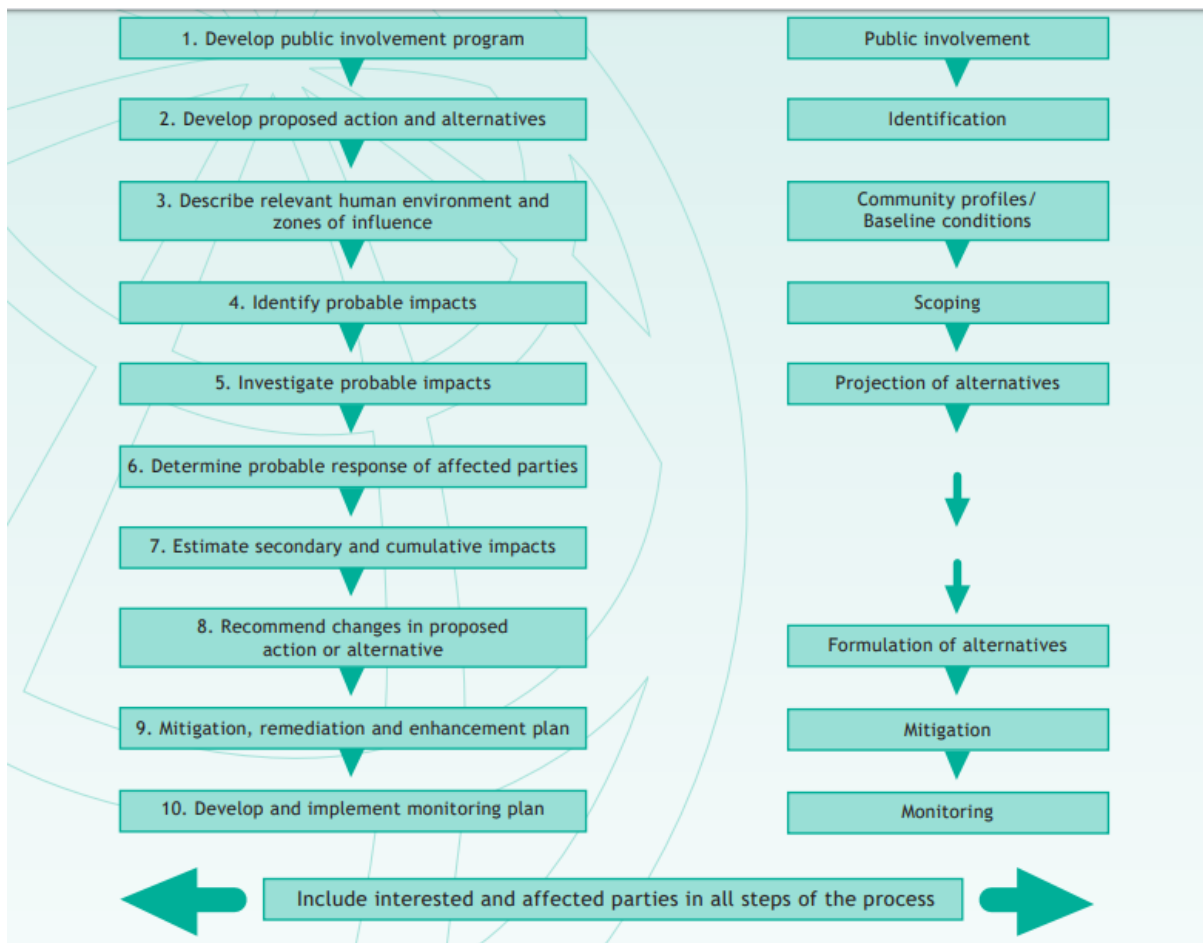 1. Develop public involvement program
Public involvement
2. Develop proposed action and alternatives
Identification
3. Describe relevant human environment and
zones of influence
Community profiles/
Baseline conditions
4. Identify probable impacts
Scoping
5. Investigate probable impacts
Projection of alternatives
6. Determine probable response of affected parties
7. Estimate secondary and cumulative impacts
8. Recommend changes in proposed
action or alternative
Formulation of alternatives
9. Mitigation, remediation and enhancement plan
Mitigation
10. Develop and implement monitoring plan
Monitoring
Include interested and affected parties in all steps of the process